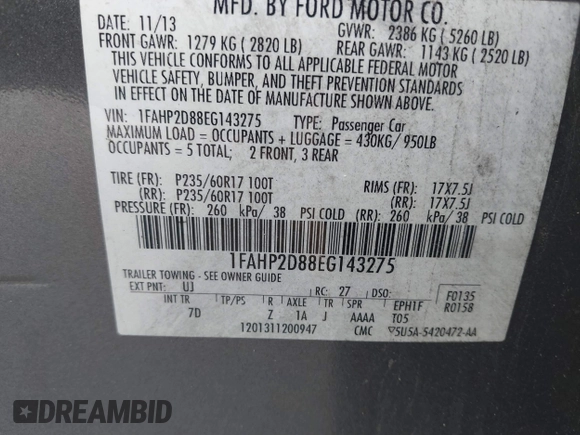 MFD. BY FORD MOTOR CO.
DATE: 11/13 GVWR: 2386 KG ( 5260 LB)
FRONT GAWR: 1279 KG ( 2820 LB) REAR GAWR: 1143 KG ( 2520 LB)
THIS VEHICLE CONFORMS TO ALL APPLICABLE FEDERAL MOTOR
VEHICLE SAFETY, BUMPER, AND THEFT PREVENTION STANDARDS
IN EFFECT ON THE DATE OF MANUFACTURE SHOWN ABOVE.
VIN: 1FAHP2D88EG143275 TYPE: Passenger Car
MAXIMUM LOAD = OCCUPANTS + LUGGAGE = 430KG/ 950LB
OCCUPANTS = 5 TOTAL; 2 FRONT, 3 REAR
TIRE (FR): P235/60R17 100T RIMS (FR): 17X7.5J
(RR): P235/60R17 100T (RR): 17X7.5J
PRESSURE (FR): 260 kPa/ 38 PSI COLD (RR): 260 kPa/ 38 PSI COLD
1FAHP2D88EG143275
TRAILER TOWING - SEE OWNER GUIDE
EXT PNT: UJ RC: 27 DSO: F0135
INT TR TP/PS R AXLE TR SPR EPH1F R0158
7D Z 1A J AAAA T05
1201311200947 CMC 5U5A-5420472-AA
DREAMBID